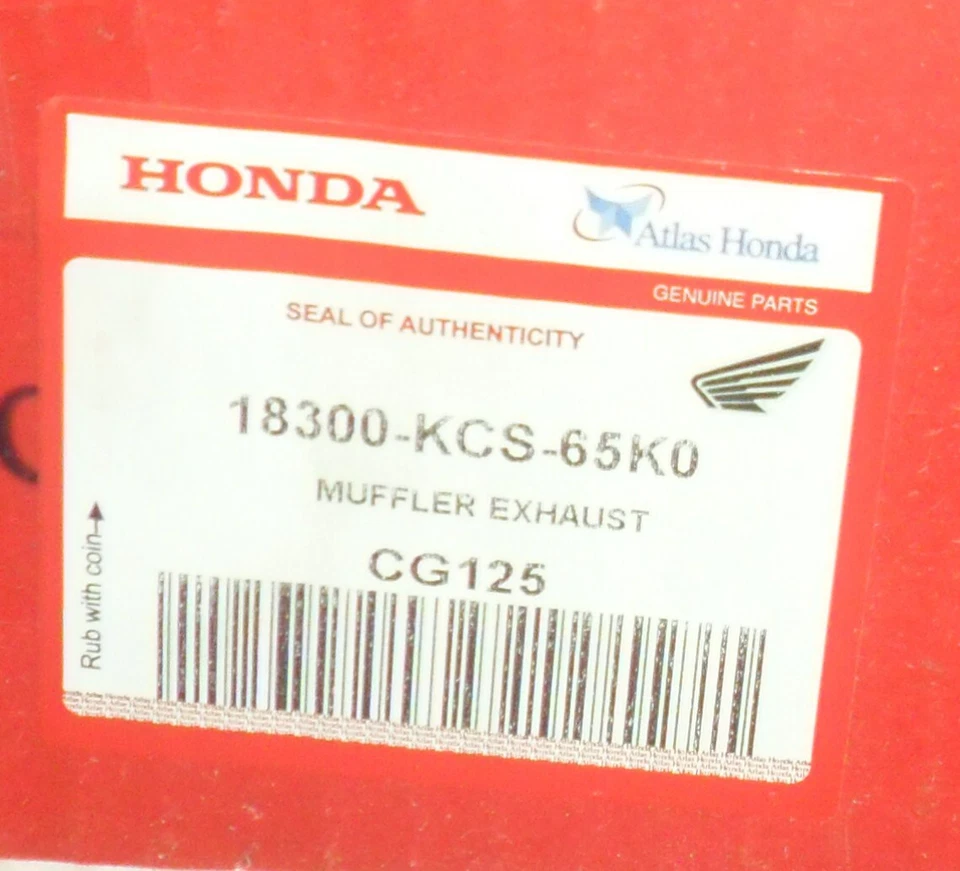 HONDA
Atlas Honda
GENUINE PARTS
SEAL OF AUTHENTICITY
18300-KCS-65K0
MUFFLER EXHAUST
CG125
Rub with coin